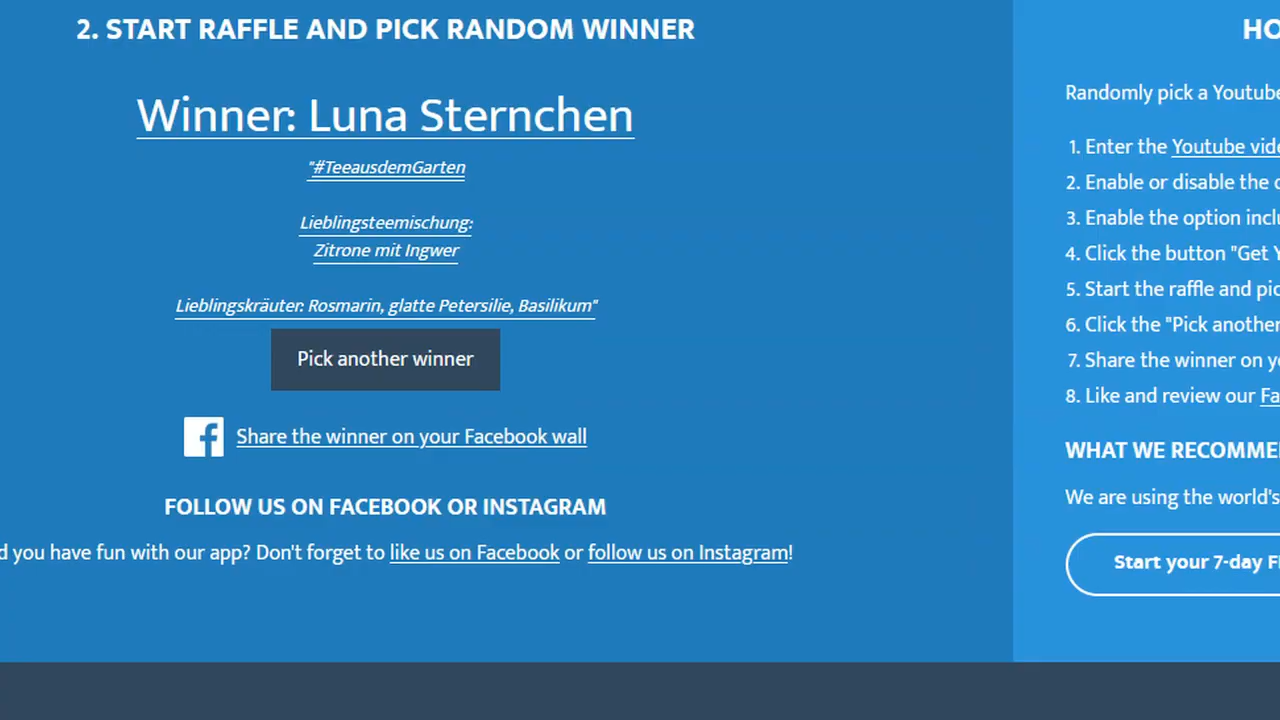 2. START RAFFLE AND PICK RANDOM WINNER
Winner: Luna Sternchen
"#TeeausdemGarten
Lieblingsteemischung:
Zitrone mit Ingwer
Lieblingskräuter: Rosmarin, glatte Petersilie, Basilikum"
Pick another winner
Share the winner on your Facebook wall
FOLLOW US ON FACEBOOK OR INSTAGRAM
d you have fun with our app? Don't forget to like us on Facebook or follow us on Instagram!
HO
Randomly pick a Youtube
1. Enter the Youtube vide
2. Enable or disable the
3. Enable the option inclu
4. Click the button "Get Y
5. Start the raffle and pic
6. Click the "Pick another
7. Share the winner on yo
8. Like and review our Fa
WHAT WE RECOMME
We are using the world's
Start your 7-day F